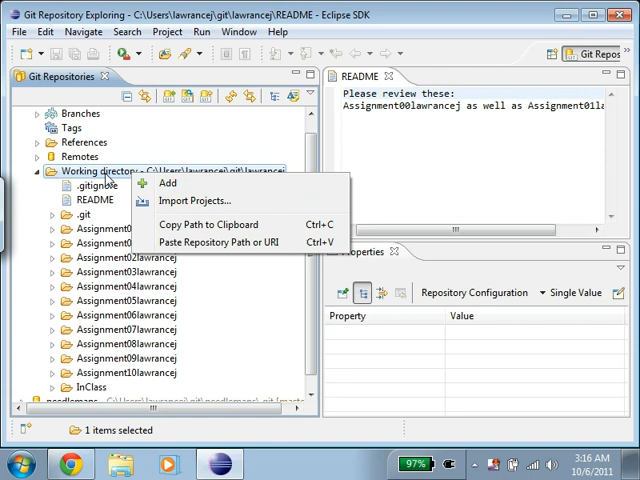 Git Repository Exploring - C:\Users\lawrancej\git\lawrancej\README - Eclipse SDK
File Edit Navigate Search Project Run Window Help
Git Repos
Git Repositories
Branches
Tags
References
Remotes
Working directory - C:\Users\lawrancej\git\lawrancej
.gitignore
README
.git
Assignment0
Assignment0
Assignment02lawrancej
Assignment03lawrancej
Assignment04lawrancej
Assignment05lawrancej
Assignment06lawrancej
Assignment07lawrancej
Assignment08lawrancej
Assignment09lawrancej
Assignment10lawrancej
InClass
Add
Import Projects...
Copy Path to Clipboard Ctrl+C
Paste Repository Path or URI Ctrl+V
README
Please review these:
Assignment00lawrancej as well as Assignment01la
Properties
Repository Configuration Single Value
Property Value
1 items selected
97%
3:16 AM
10/6/2011